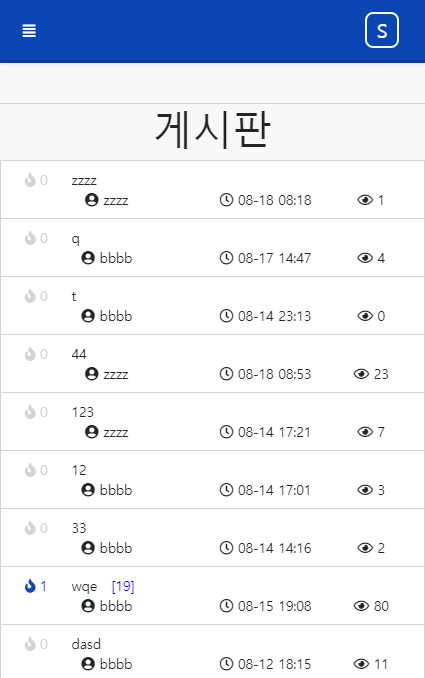 S
게시판
0 zzzz
zzzz 08-18 08:18 1
0 q
bbbb 08-17 14:47 4
0 t
bbbb 08-14 23:13 0
0 44
zzzz 08-18 08:53 23
0 123
zzzz 08-14 17:21 7
0 12
bbbb 08-14 17:01 3
0 33
bbbb 08-14 14:16 2
1 wqe [19]
bbbb 08-15 19:08 80
0 dasd
bbbb 08-12 18:15 11